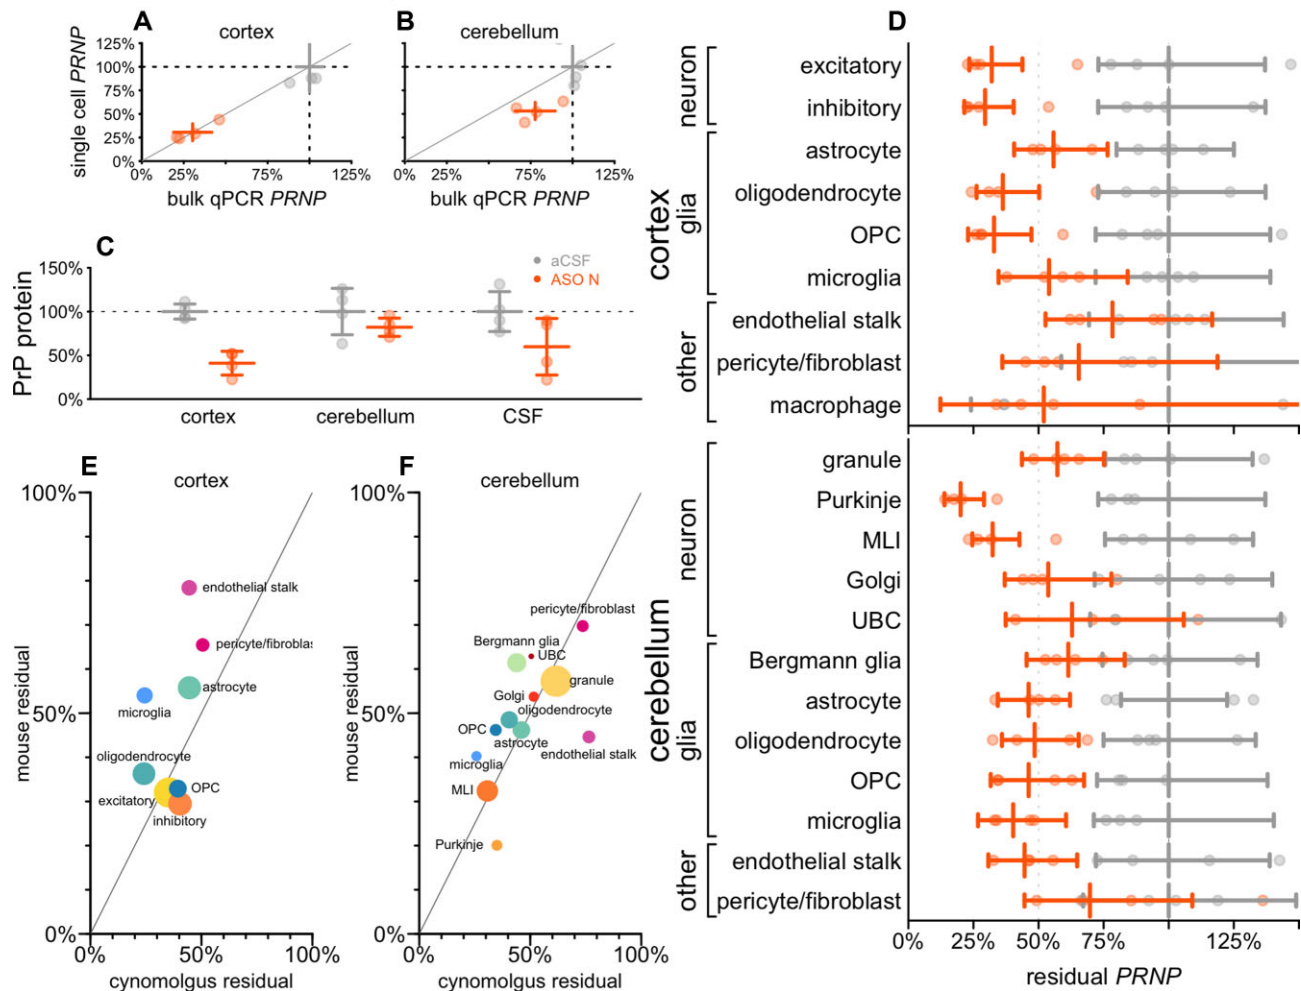 A
cortex
single cell PRNP
125%
100%
75%
50%
25%
0%
0%
75%
125%
bulk qPCR PRNP
B
cerebellum
0%
75%
125%
bulk qPCR PRNP
C
aCSF
ASO N
PrP protein
150%
100%
50%
0%
cortex
cerebellum
CSF
D
cortex
neuron
excitatory
inhibitory
glia
astrocyte
oligodendrocyte
OPC
microglia
other
endothelial stalk
pericyte/fibroblast
macrophage
cerebellum
neuron
granule
Purkinje
MLI
Golgi
UBC
glia
Bergmann glia
astrocyte
oligodendrocyte
OPC
microglia
other
endothelial stalk
pericyte/fibroblast
0%
25%
50%
75%
125%
residual PRNP
E
cortex
mouse residual
100%
50%
0%
endothelial stalk
pericyte/fibroblas
astrocyte
microglia
oligodendrocyte
OPC
excitatory
inhibitory
0%
50%
100%
cynomolgus residual
F
cerebellum
mouse residual
100%
50%
0%
pericyte/fibroblast
Bergmann glia
UBC
granule
Golgi
oligodendrocyte
OPC
astrocyte
endothelial stalk
microglia
MLI
Purkinje
0%
50%
100%
cynomolgus residual